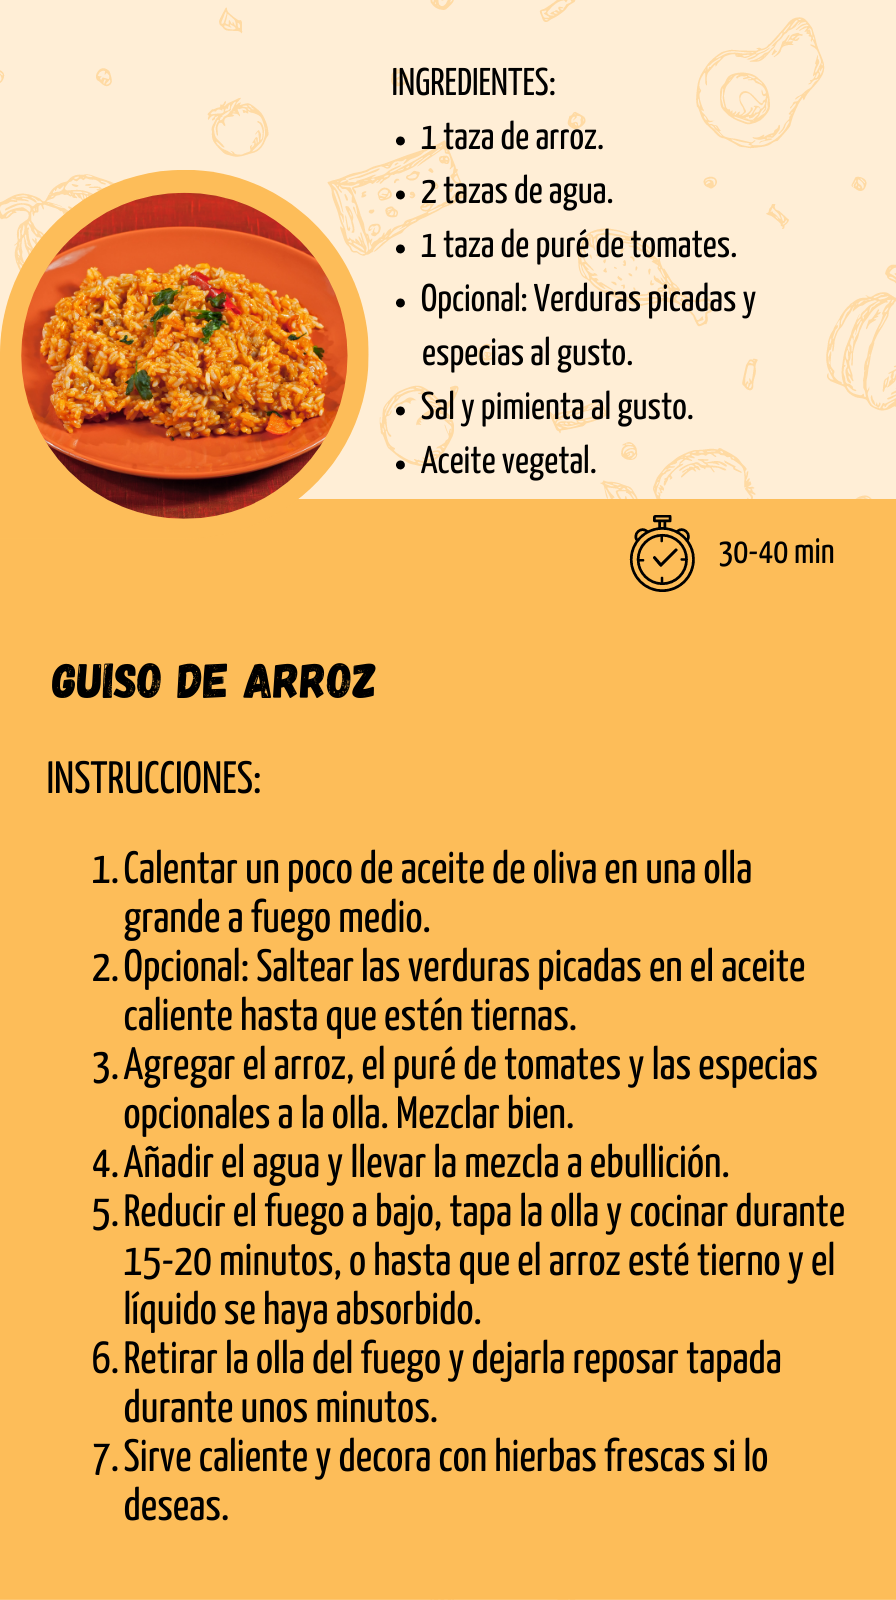 INGREDIENTES:
• 1 taza de arroz.
• 2 tazas de agua.
• 1 taza de puré de tomates.
• Opcional: Verduras picadas y
especias al gusto.
• Sal y pimienta al gusto.
• Aceite vegetal.
30-40 min
GUISO DE ARROZ
INSTRUCCIONES:
1. Calentar un poco de aceite de oliva en una olla
grande a fuego medio.
2. Opcional: Saltear las verduras picadas en el aceite
caliente hasta que estén tiernas.
3. Agregar el arroz, el puré de tomates y las especias
opcionales a la olla. Mezclar bien.
4. Añadir el agua y llevar la mezcla a ebullición.
5. Reducir el fuego a bajo, tapa la olla y cocinar durante
15-20 minutos, o hasta que el arroz esté tierno y el
líquido se haya absorbido.
6. Retirar la olla del fuego y dejarla reposar tapada
durante unos minutos.
7. Sirve caliente y decora con hierbas frescas si lo
deseas.